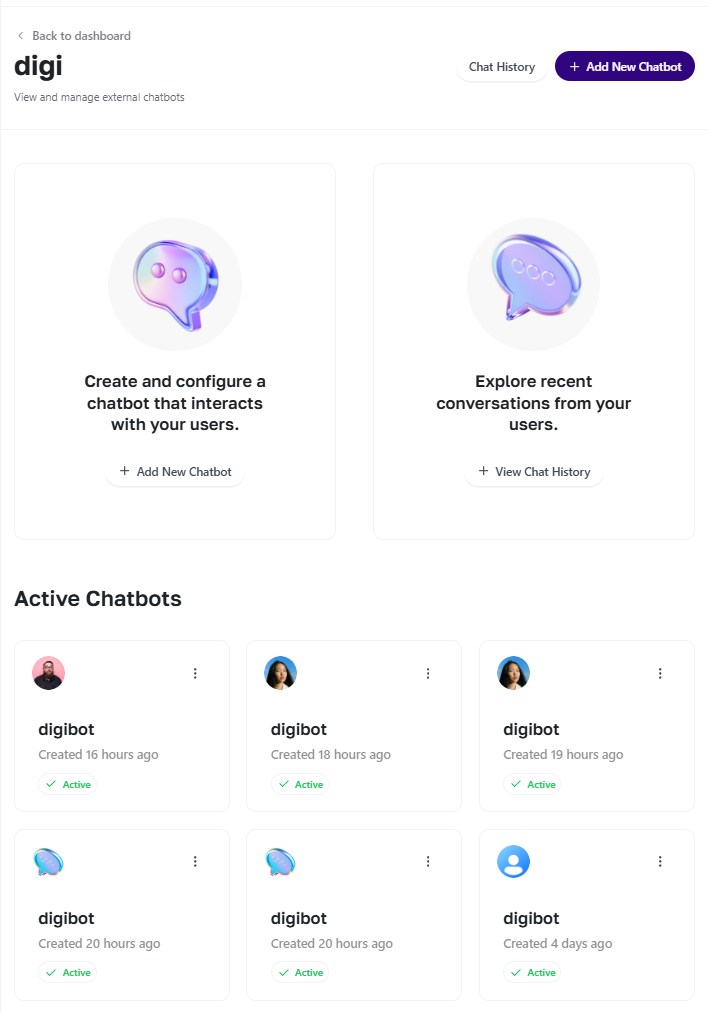 Back to dashboard
digi
Chat History
+ Add New Chatbot
View and manage external chatbots
Create and configure a
chatbot that interacts
with your users.
+ Add New Chatbot
Explore recent
conversations from your
users.
+ View Chat History
Active Chatbots
digibot
Created 16 hours ago
Active
digibot
Created 18 hours ago
Active
digibot
Created 19 hours ago
Active
digibot
Created 20 hours ago
Active
digibot
Created 20 hours ago
Active
digibot
Created 4 days ago
Active